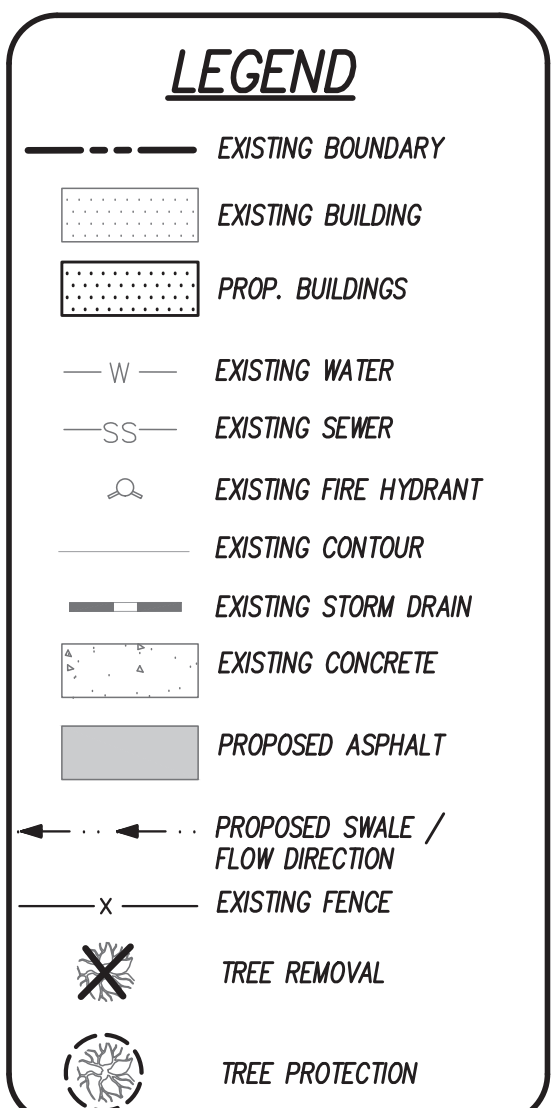 LEGEND
EXISTING BOUNDARY
EXISTING BUILDING
PROP. BUILDINGS
W EXISTING WATER
SS EXISTING SEWER
EXISTING FIRE HYDRANT
EXISTING CONTOUR
EXISTING STORM DRAIN
EXISTING CONCRETE
PROPOSED ASPHALT
PROPOSED SWALE /
FLOW DIRECTION
X EXISTING FENCE
TREE REMOVAL
TREE PROTECTION